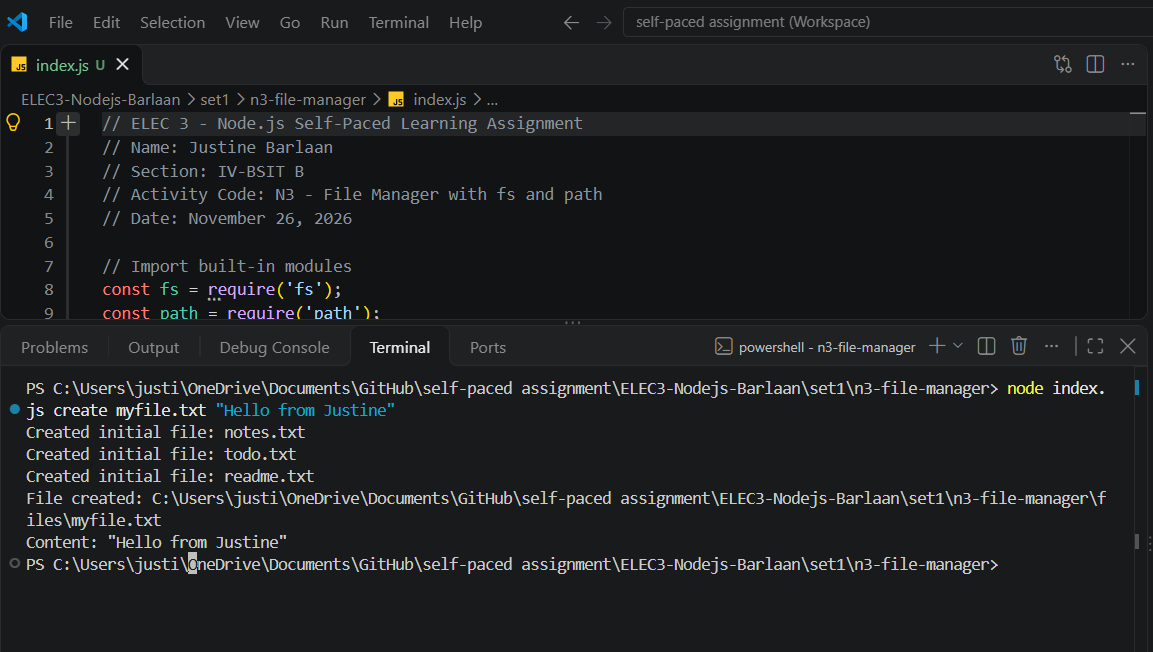 File Edit Selection View Go Run Terminal Help
self-paced assignment (Workspace)
JS index.js U
ELEC3-Nodejs-Barlaan > set1 > n3-file-manager > JS index.js > ...
1 // ELEC 3 - Node.js Self-Paced Learning Assignment
2 // Name: Justine Barlaan
3 // Section: IV-BSIT B
4 // Activity Code: N3 - File Manager with fs and path
5 // Date: November 26, 2026
6
7 // Import built-in modules
8 const fs = require('fs');
9 const path = require('path');
Problems Output Debug Console Terminal Ports
powershell - n3-file-manager
PS C:\Users\justi\OneDrive\Documents\GitHub\self-paced assignment\ELEC3-Nodejs-Barlaan\set1\n3-file-manager> node index.
js create myfile.txt "Hello from Justine"
Created initial file: notes.txt
Created initial file: todo.txt
Created initial file: readme.txt
File created: C:\Users\justi\OneDrive\Documents\GitHub\self-paced assignment\ELEC3-Nodejs-Barlaan\set1\n3-file-manager\f
iles\myfile.txt
Content: "Hello from Justine"
PS C:\Users\justi\OneDrive\Documents\GitHub\self-paced assignment\ELEC3-Nodejs-Barlaan\set1\n3-file-manager>